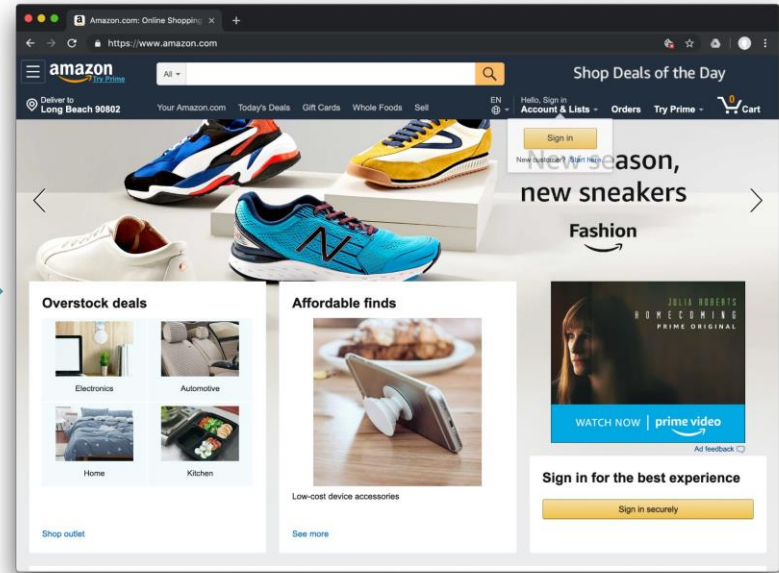 Amazon.com: Online Shopping
https://www.amazon.com
amazon
Try Prime
All
Shop Deals of the Day
Deliver to
Long Beach 90802
Your Amazon.com Today's Deals Gift Cards Whole Foods Sell
EN
Hello, Sign in
Account & Lists
Orders Try Prime
0
Cart
Sign in
New customer? Start here.
New season,
new sneakers
Fashion
N
Overstock deals
Electronics
Automotive
Home
Kitchen
Shop outlet
Affordable finds
Low-cost device accessories
See more
JULIA ROBERTS
HOMECOMING
PRIME ORIGINAL
WATCH NOW | prime video
Ad feedback
Sign in for the best experience
Sign in securely